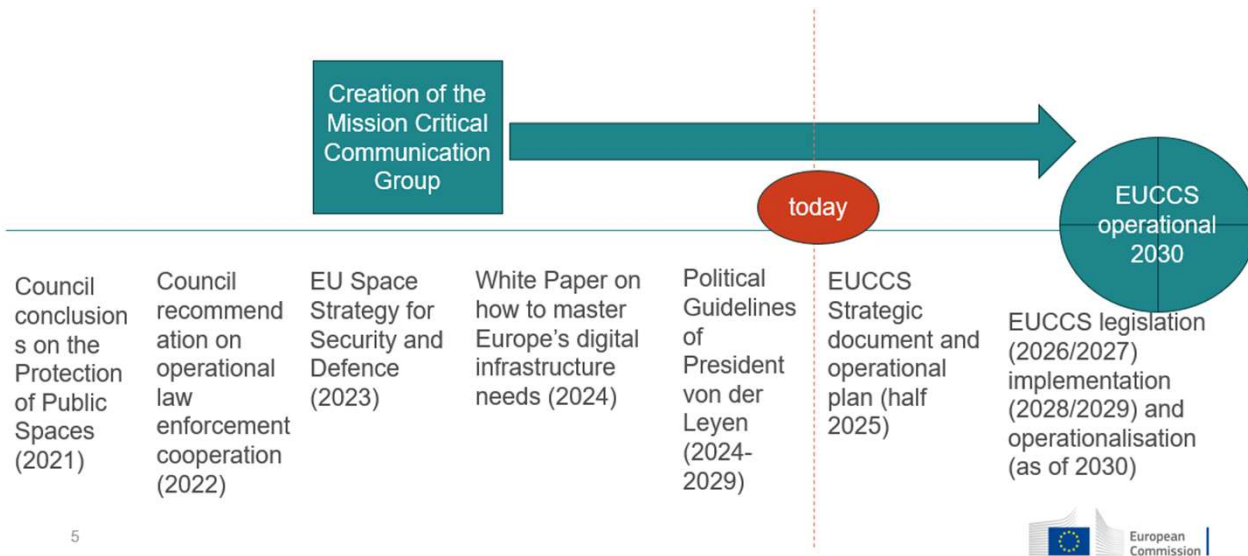 Creation of the
Mission Critical
Communication
Group
today
EUCCS
operational
2030
Council
conclusion
s on the
Protection
of Public
Spaces
(2021)
Council
recommend
ation on
operational
law
enforcement
cooperation
(2022)
EU Space
Strategy for
Security and
Defence
(2023)
White Paper on
how to master
Europe’s digital
infrastructure
needs (2024)
Political
Guidelines
of
President
von der
Leyen
(2024-
2029)
EUCCS
Strategic
document and
operational
plan (half
2025)
EUCCS legislation
(2026/2027)
implementation
(2028/2029) and
operationalisation
(as of 2030)
5
European
Commission